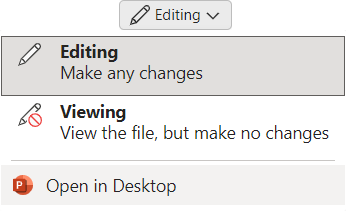 Editing
Editing
Make any changes
Viewing
View the file, but make no changes
Open in Desktop